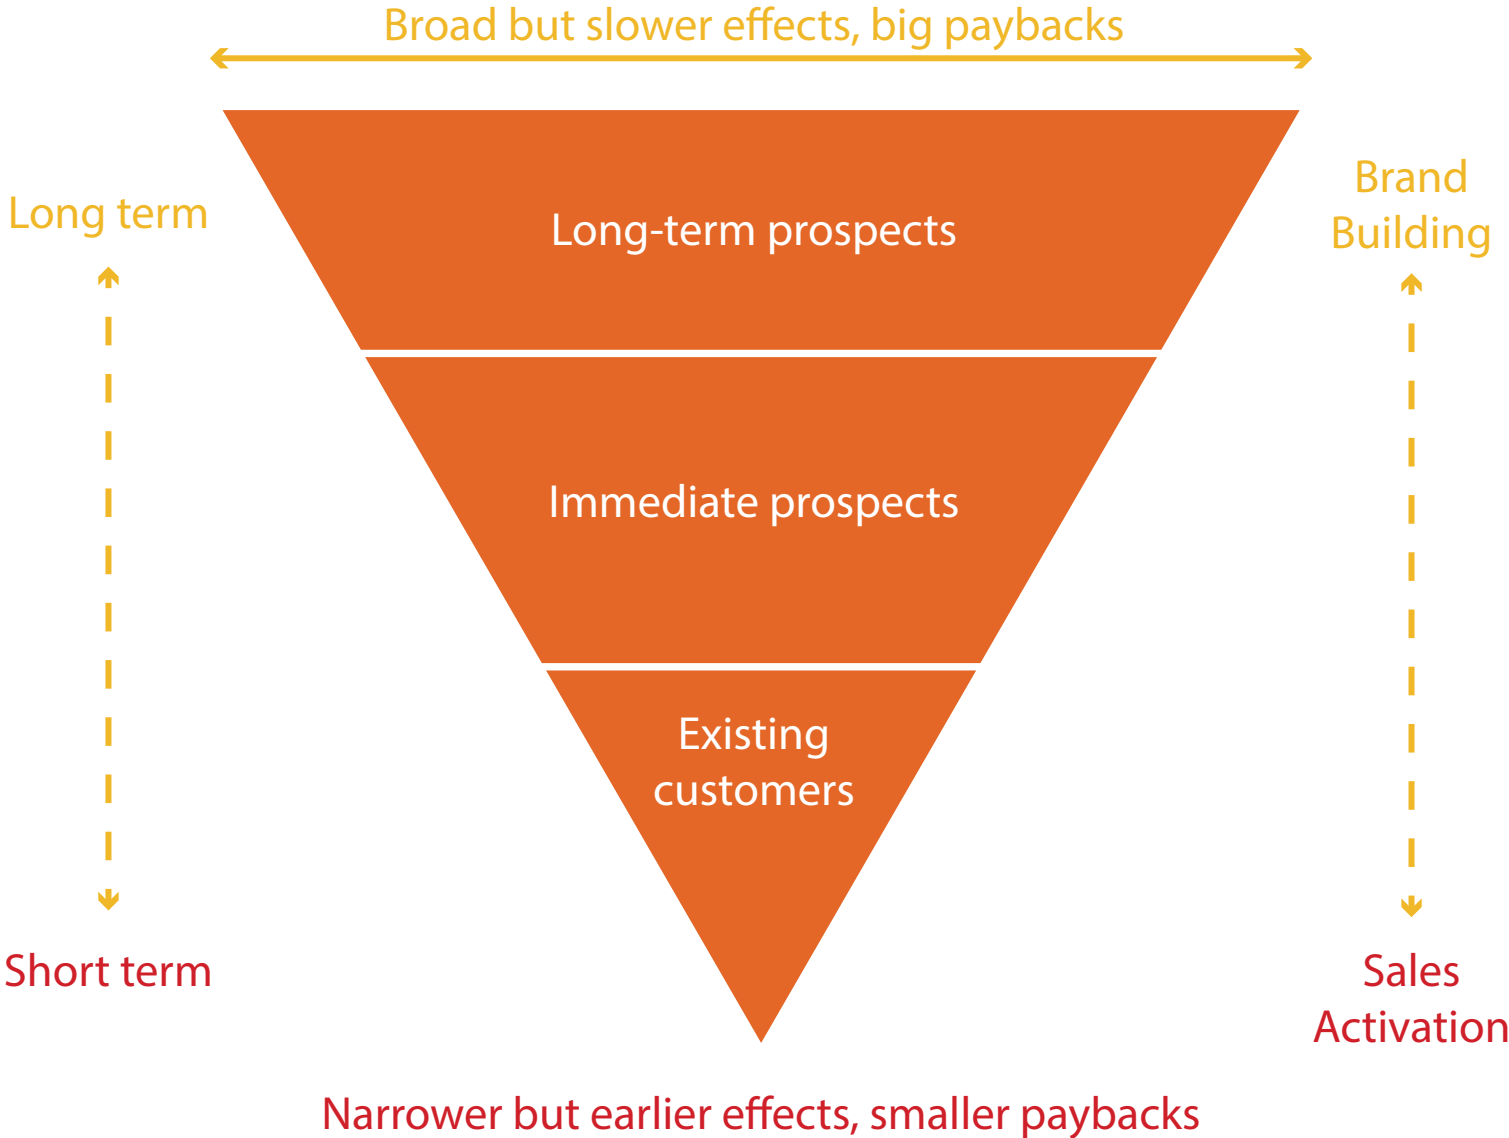 Broad but slower effects, big paybacks
Long term
Brand
Building
Long-term prospects
Immediate prospects
Existing
customers
Short term
Sales
Activation
Narrower but earlier effects, smaller paybacks